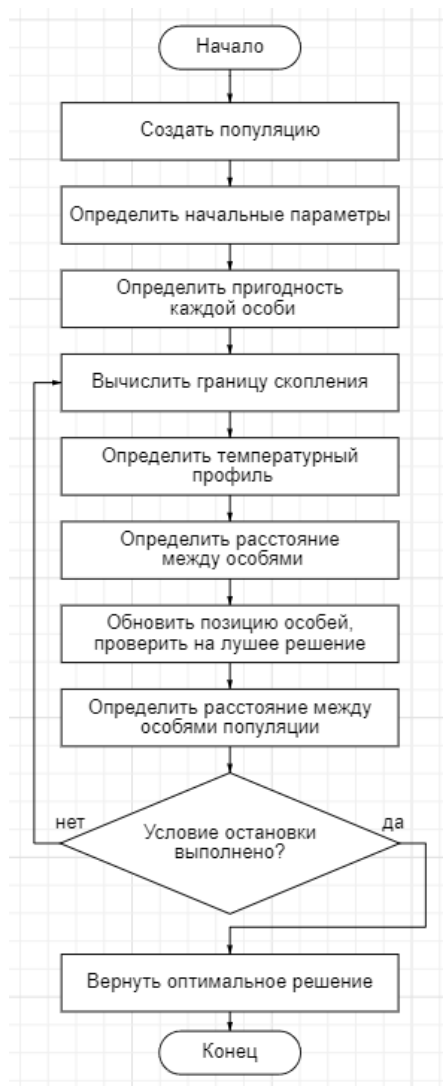 Начало
Создать популяцию
Определить начальные параметры
Определить пригодность
каждой особи
Вычислить границу скопления
Определить температурный
профиль
Определить расстояние
между особями
Обновить позицию особей,
проверить на лушее решение
Определить расстояние между
особями популяции
нет
Условие остановки
выполнено?
да
Вернуть оптимальное решение
Конец